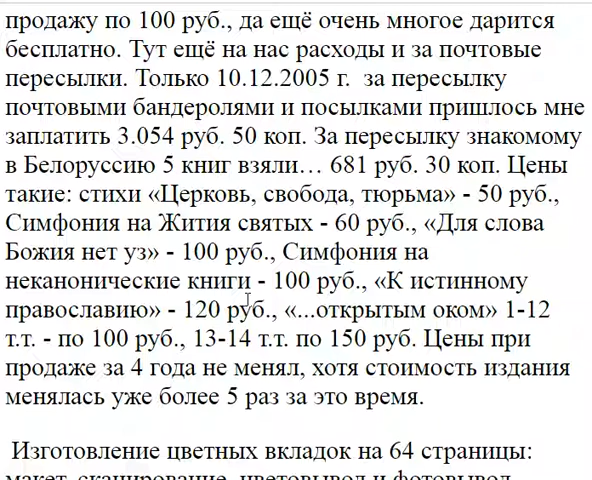 продажу по 100 руб., да ещё очень многое дарится
бесплатно. Тут ещё на нас расходы и за почтовые
пересылки. Только 10.12.2005 г.  за пересылку
почтовыми бандеролями и посылками пришлось мне
заплатить 3.054 руб. 50 коп. За пересылку знакомому
в Белоруссию 5 книг взяли… 681 руб. 30 коп. Цены
такие: стихи «Церковь, свобода, тюрьма» - 50 руб.,
Симфония на Жития святых - 60 руб., «Для слова
Божия нет уз» - 100 руб., Симфония на
неканонические книги - 100 руб., «К истинному
православию» - 120 руб., «...открытым оком» 1-12
т.т. - по 100 руб., 13-14 т.т. по 150 руб. Цены при
продаже за 4 года не менял, хотя стоимость издания
менялась уже более 5 раз за это время.
Изготовление цветных вкладок на 64 страницы:
макет, сканирование, цветовывод и фотовывод